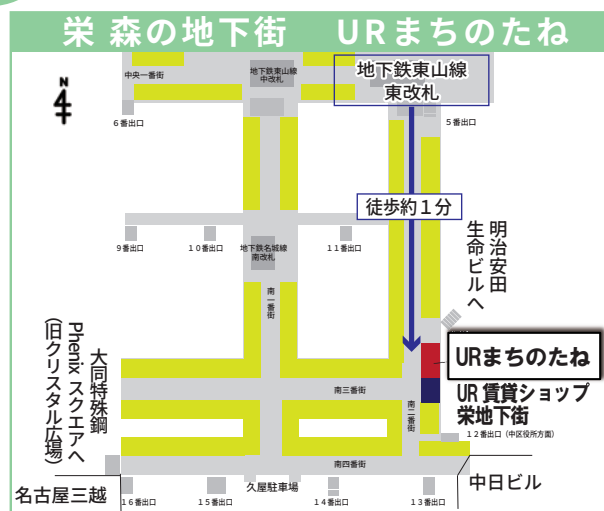 栄 森の地下街　URまちのたね
中央一番街
地下鉄東山線
中改札
地下鉄東山線
東改札
N
6番出口
5番出口
徒歩約1分
9番出口
10番出口
地下鉄名城線
南改札
11番出口
明治安田
生命ビルへ
南一番街
大同特殊鋼
Phenix スクエアへ
(旧クリスタル広場)
URまちのたね
UR 賃貸ショップ
栄地下街
南三番街
南二番街
12番出口(中区役所方面)
南四番街
名古屋三越
16番出口
15番出口
久屋駐車場
14番出口
13番出口
中日ビル